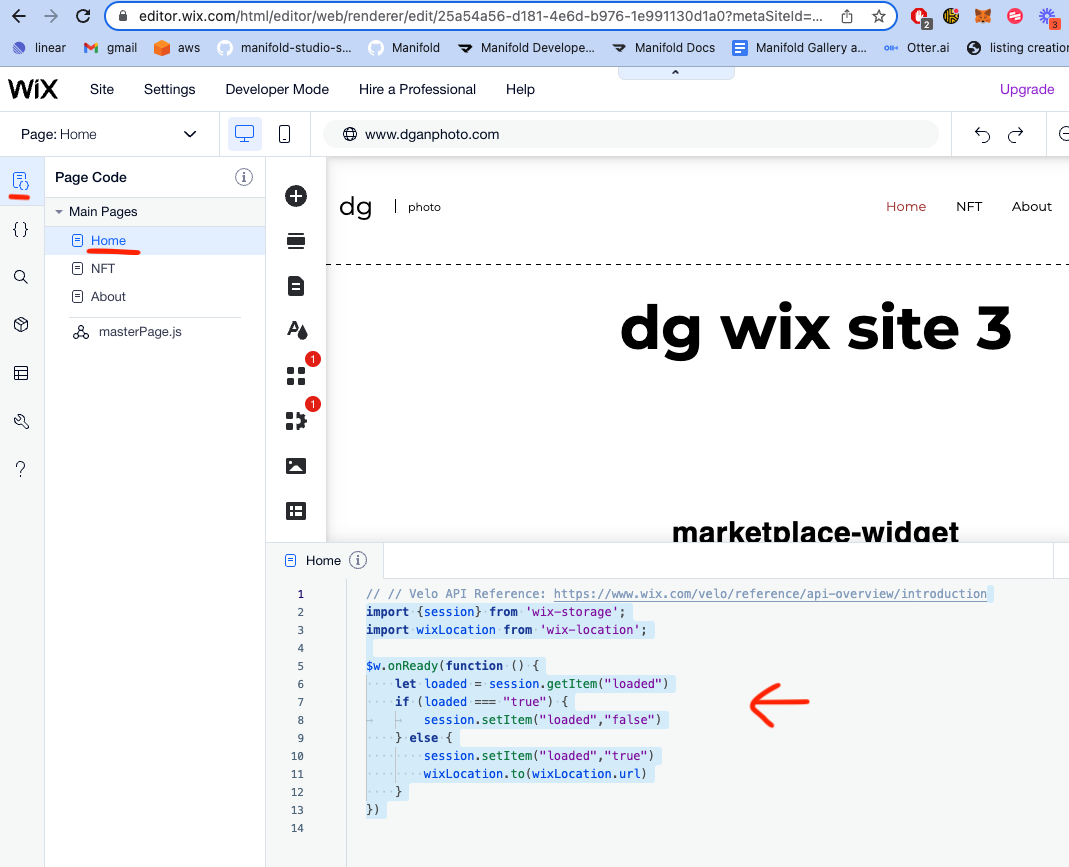 editor.wix.com/html/editor/web/renderer/edit/25a54a56-d181-4e6d-b976-1e991130d1a0?metaSiteId=...
2
3
linear
gmail
aws
manifold-studio-s...
Manifold
Manifold Develope...
Manifold Docs
Manifold Gallery a...
Otter.ai
listing creation
WiX
Site
Settings
Developer Mode
Hire a Professional
Help
Upgrade
Page: Home
www.dganphoto.com
Page Code
Main Pages
Home
NFT
About
masterPage.js
1
1
dg | photo
Home
NFT
About
dg wix site 3
marketplace-widget
Home
1 // // Velo API Reference: https://www.wix.com/velo/reference/api-overview/introduction
2 import {session} from 'wix-storage';
3 import wixLocation from 'wix-location';
4
5 $w.onReady(function () {
6 let loaded = session.getItem("loaded")
7 if (loaded === "true") {
8 session.setItem("loaded","false")
9 } else {
10 session.setItem("loaded","true")
11 wixLocation.to(wixLocation.url)
12 }
13 })
14